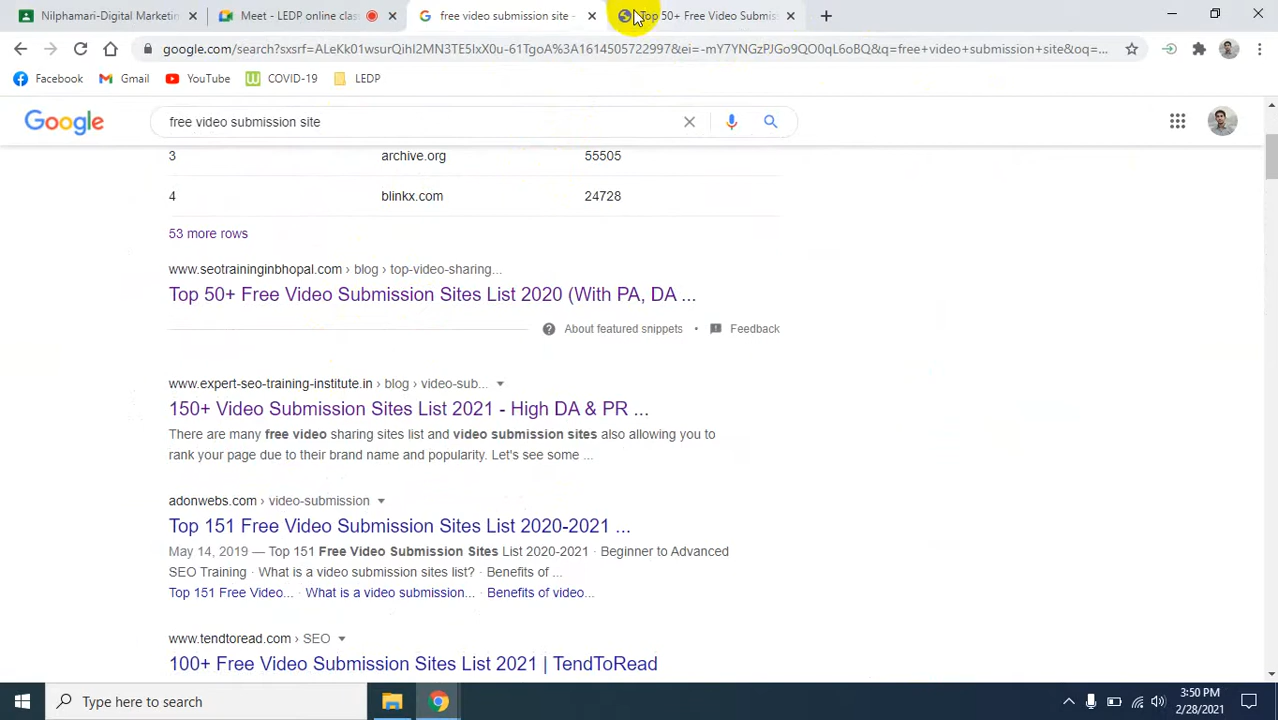 Nilphamari-Digital Marketin
Meet - LEDP online clas
free video submission site -
Top 50+ Free Video Submiss
google.com/search?sxsrf=ALeKk01wsurQihI2MN3TE5IxX0u-61TgoA%3A1614505722997&ei=-mY7YNGzPJGo9QO0qL6oBQ&q=free+video+submission+site&oq=...
Facebook
Gmail
YouTube
COVID-19
LEDP
Google
free video submission site
3 archive.org 55505
4 blinkx.com 24728
53 more rows
www.seotraininginbhopal.com › blog › top-video-sharing...
Top 50+ Free Video Submission Sites List 2020 (With PA, DA ...
About featured snippets • Feedback
www.expert-seo-training-institute.in › blog › video-sub...
150+ Video Submission Sites List 2021 - High DA & PR ...
There are many free video sharing sites list and video submission sites also allowing you to
rank your page due to their brand name and popularity. Let's see some ...
adonwebs.com › video-submission
Top 151 Free Video Submission Sites List 2020-2021 ...
May 14, 2019 — Top 151 Free Video Submission Sites List 2020-2021 · Beginner to Advanced
SEO Training · What is a video submission sites list? · Benefits of ...
Top 151 Free Video... · What is a video submission... · Benefits of video...
www.tendtoread.com › SEO
100+ Free Video Submission Sites List 2021 | TendToRead
Type here to search
3:50 PM
2/28/2021